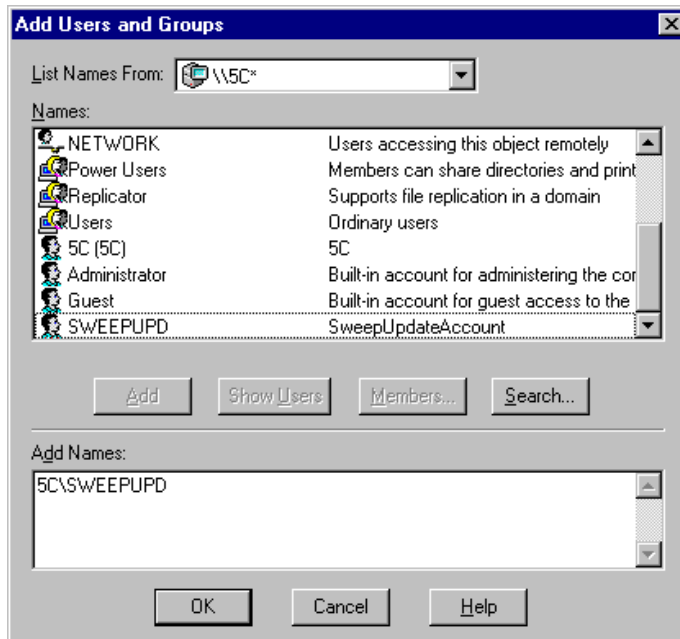 Add Users and Groups
List Names From: \\5C*
Names:
NETWORK Users accessing this object remotely
Power Users Members can share directories and print
Replicator Supports file replication in a domain
Users Ordinary users
5C (5C) 5C
Administrator Built-in account for administering the cor
Guest Built-in account for guest access to the
SWEEPUPD SweepUpdateAccount
Add Show Users Members... Search...
Add Names:
5C\SWEEPUPD
OK Cancel Help